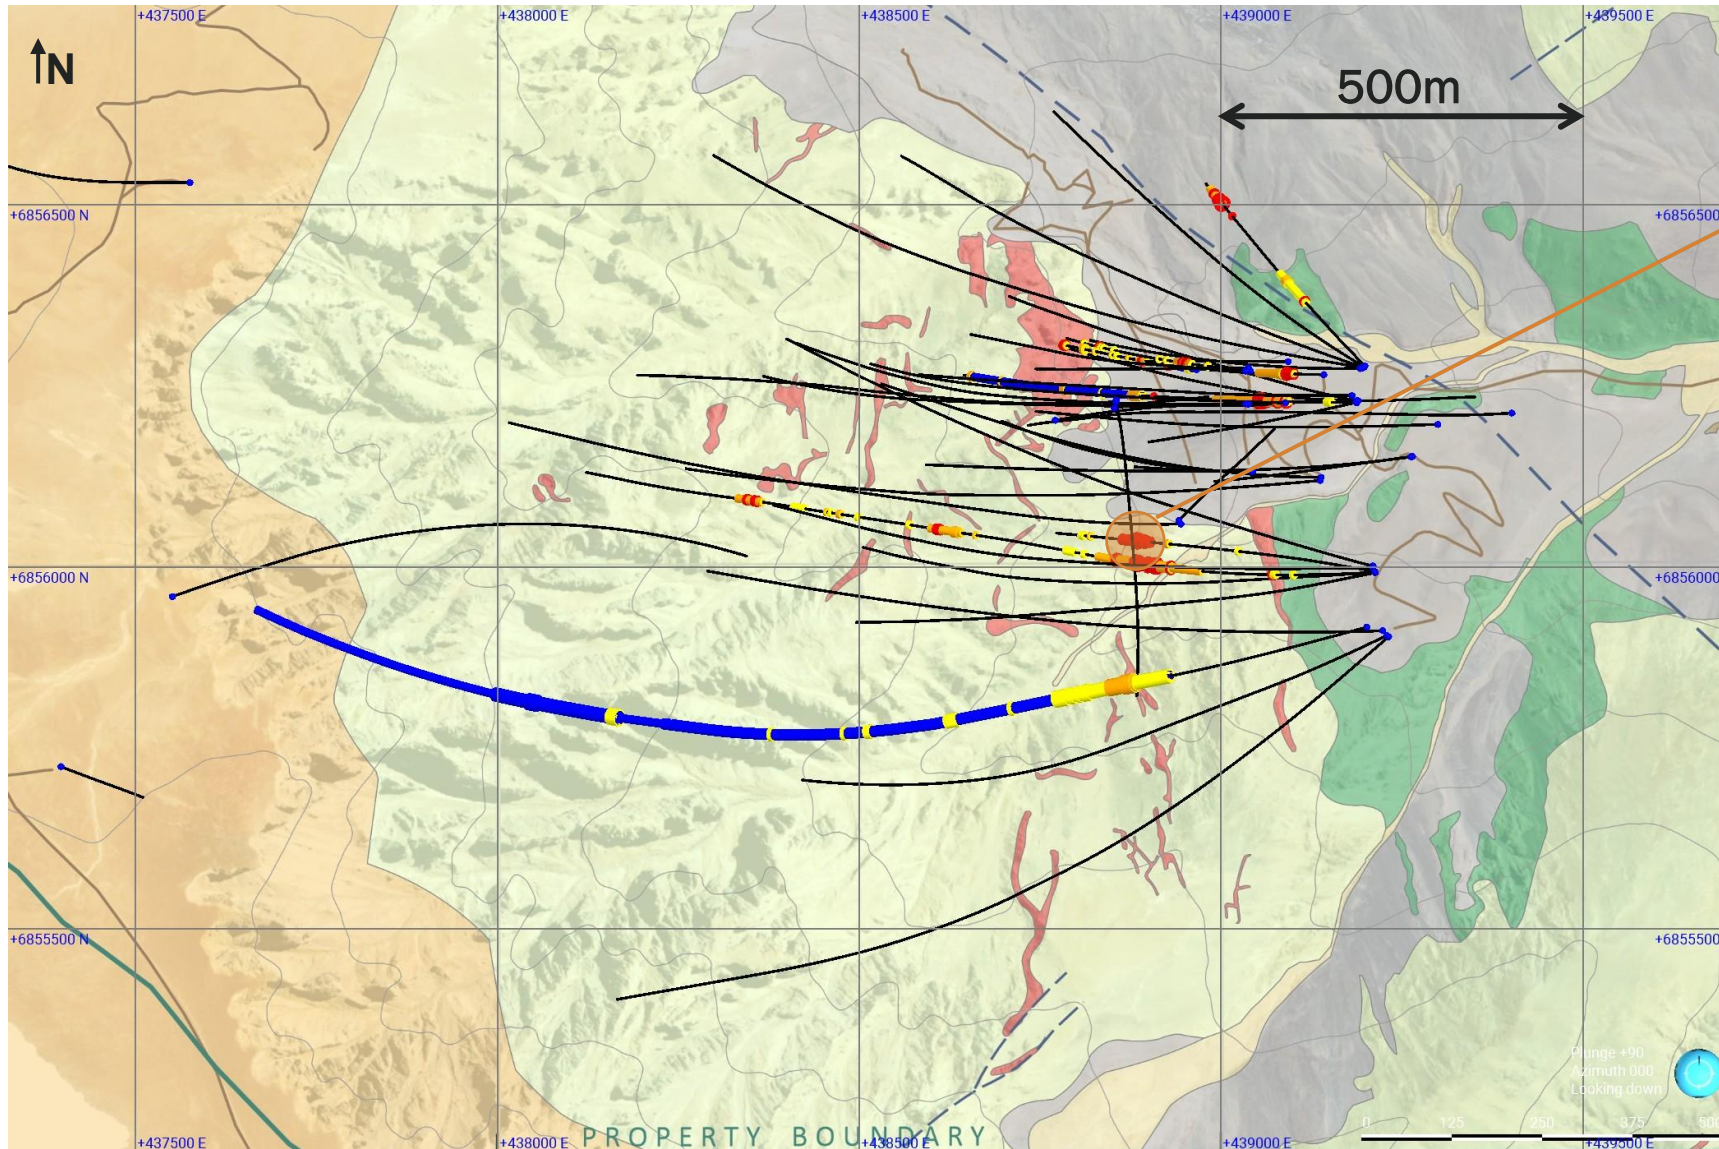 +437500 E
+438000 E
+438500 E
+439000 E
+439500 E
N
500m
+6856500 N
+6856500
+6856000 N
+6856000
+6855500 N
+6855500
Plunge +90
Azimuth 000
Looking down
0 125 250 375 500
PROPERTY BOUNDARY
+437500 E
+438000 E
+438500 E
+439000 E
+439500 E